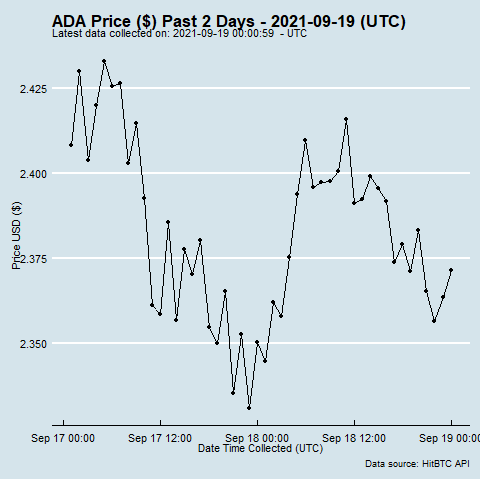 ADA Price ($) Past 2 Days - 2021-09-19 (UTC)
Latest data collected on: 2021-09-19 00:00:59 - UTC
2.425
2.400
2.375
2.350
Price USD ($)
Sep 17 00:00 Sep 17 12:00 Sep 18 00:00 Sep 18 12:00 Sep 19 00:00
Date Time Collected (UTC)
Data source: HitBTC API